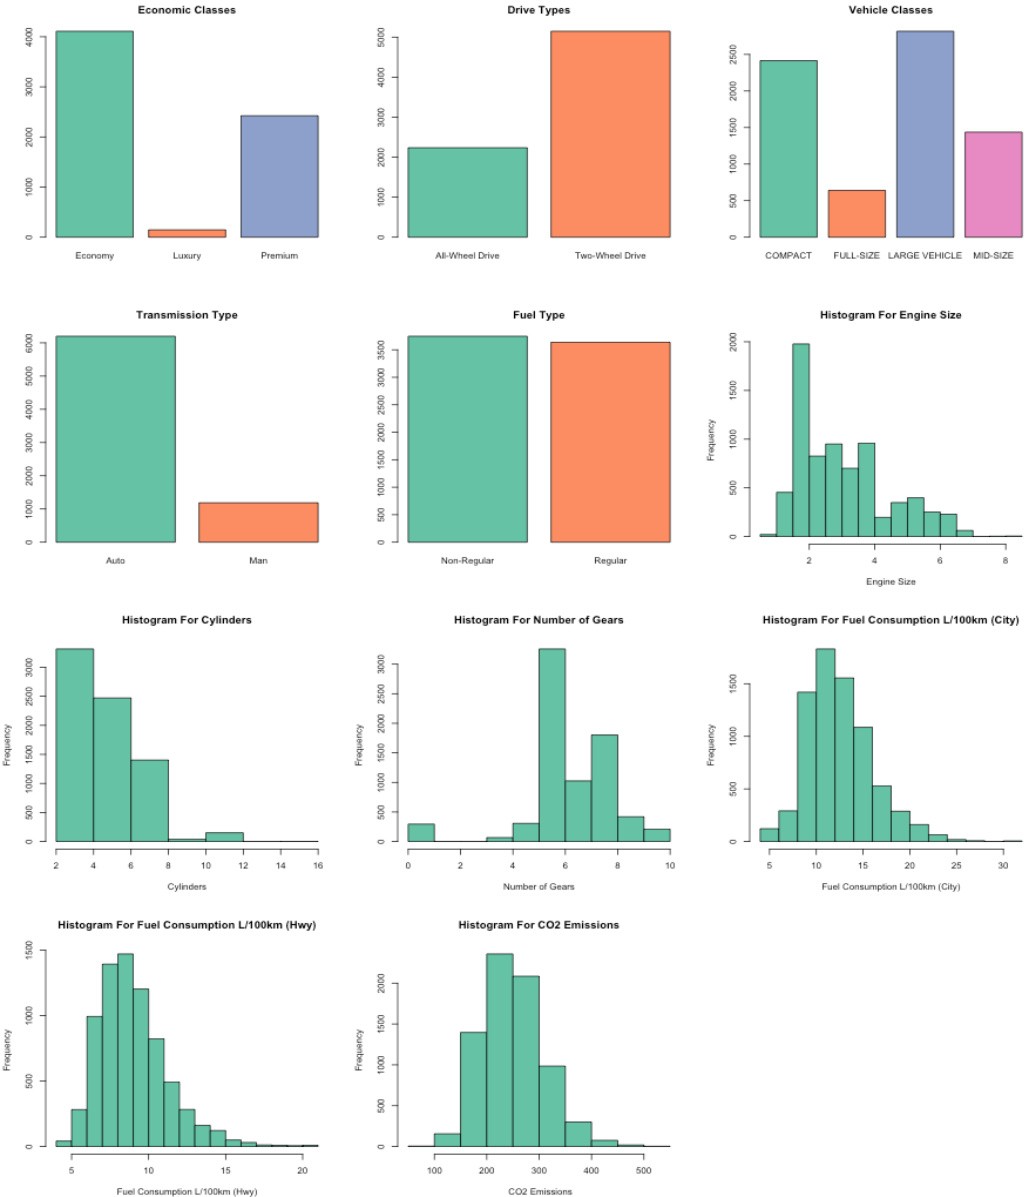 Economic Classes
4000
3000
2000
1000
0
Economy Luxury Premium
Drive Types
5000
4000
3000
2000
1000
0
All-Wheel Drive Two-Wheel Drive
Vehicle Classes
2500
2000
1500
1000
500
0
COMPACT FULL-SIZE LARGE VEHICLE MID-SIZE
Transmission Type
6000
5000
4000
3000
2000
1000
0
Auto Man
Fuel Type
3500
3000
2500
2000
1500
1000
500
0
Non-Regular Regular
Histogram For Engine Size
Frequency
2000
1500
1000
500
0
2 4 6 8
Engine Size
Histogram For Cylinders
Frequency
3000
2500
2000
1500
1000
500
0
2 4 6 8 10 12 14 16
Cylinders
Histogram For Number of Gears
Frequency
3000
2500
2000
1500
1000
500
0
0 2 4 6 8 10
Number of Gears
Histogram For Fuel Consumption L/100km (City)
Frequency
1500
1000
500
0
5 10 15 20 25 30
Fuel Consumption L/100km (City)
Histogram For Fuel Consumption L/100km (Hwy)
Frequency
1500
1000
500
0
5 10 15 20
Fuel Consumption L/100km (Hwy)
Histogram For CO2 Emissions
Frequency
2000
1500
1000
500
0
100 200 300 400 500
CO2 Emissions